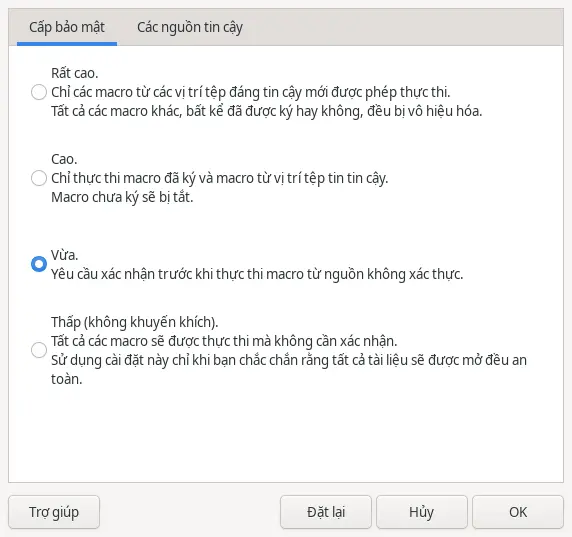 Cấp bảo mật
Các nguồn tin cậy
Rất cao.
Chỉ các macro từ các vị trí tệp đáng tin cậy mới được phép thực thi.
Tất cả các macro khác, bất kể đã được ký hay không, đều bị vô hiệu hóa.
Cao.
Chỉ thực thi macro đã ký và macro từ vị trí tệp tin tin cậy.
Macro chưa ký sẽ bị tắt.
Vừa.
Yêu cầu xác nhận trước khi thực thi macro từ nguồn không xác thực.
Thấp (không khuyến khích).
Tất cả các macro sẽ được thực thi mà không cần xác nhận.
Sử dụng cài đặt này chỉ khi bạn chắc chắn rằng tất cả tài liệu sẽ được mở đều an
toàn.
Trợ giúp
Đặt lại
Hủy
OK